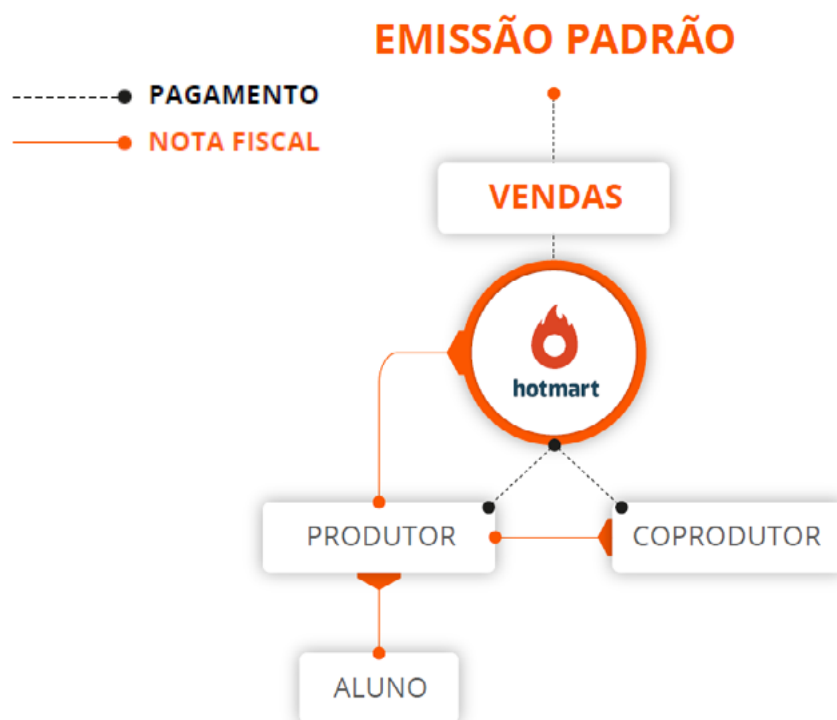 EMISSÃO PADRÃO
PAGAMENTO
NOTA FISCAL
VENDAS
hotmart
PRODUTOR
COPRODUTOR
ALUNO